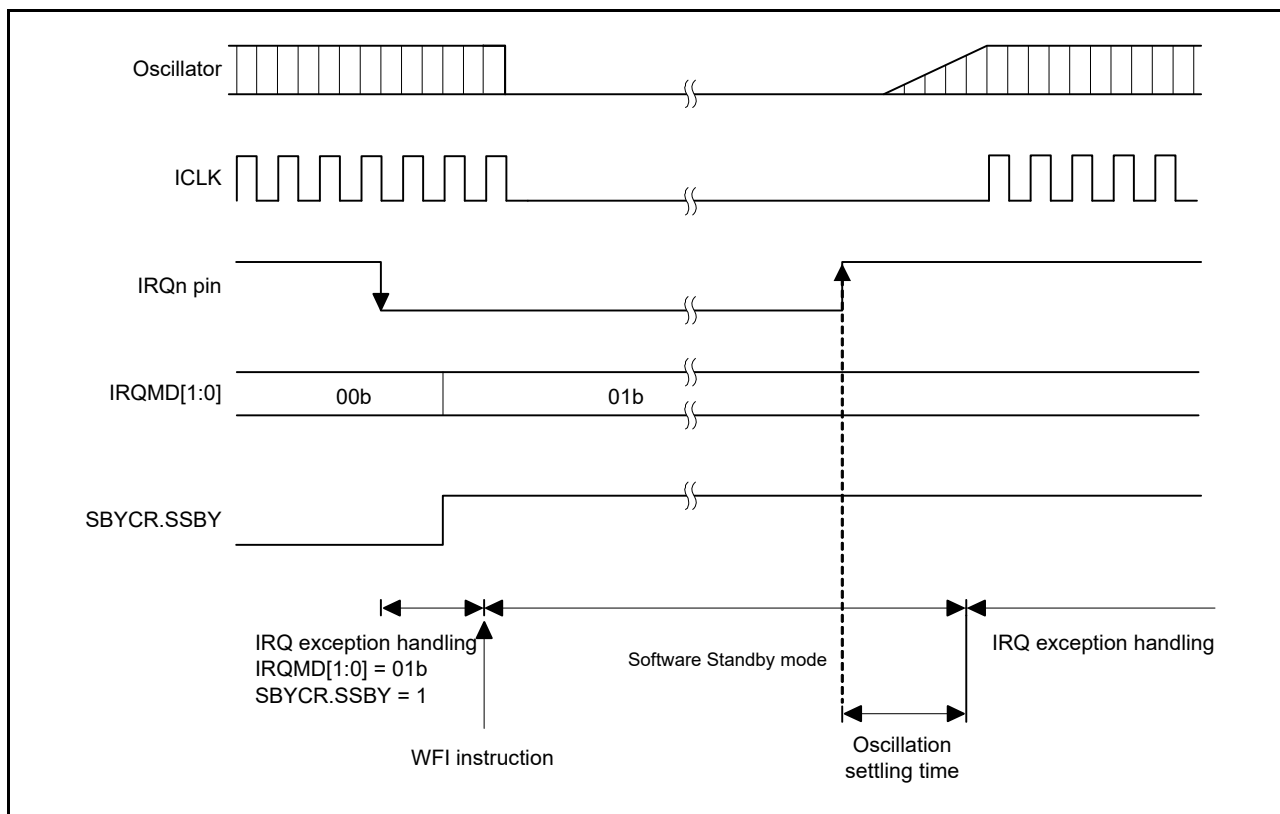 Oscillator
ICLK
IRQn pin
IRQMD[1:0]
00b
01b
SBYCR.SSBY
IRQ exception handling
IRQMD[1:0] = 01b
SBYCR.SSBY = 1
Software Standby mode
IRQ exception handling
WFI instruction
Oscillation
settling time